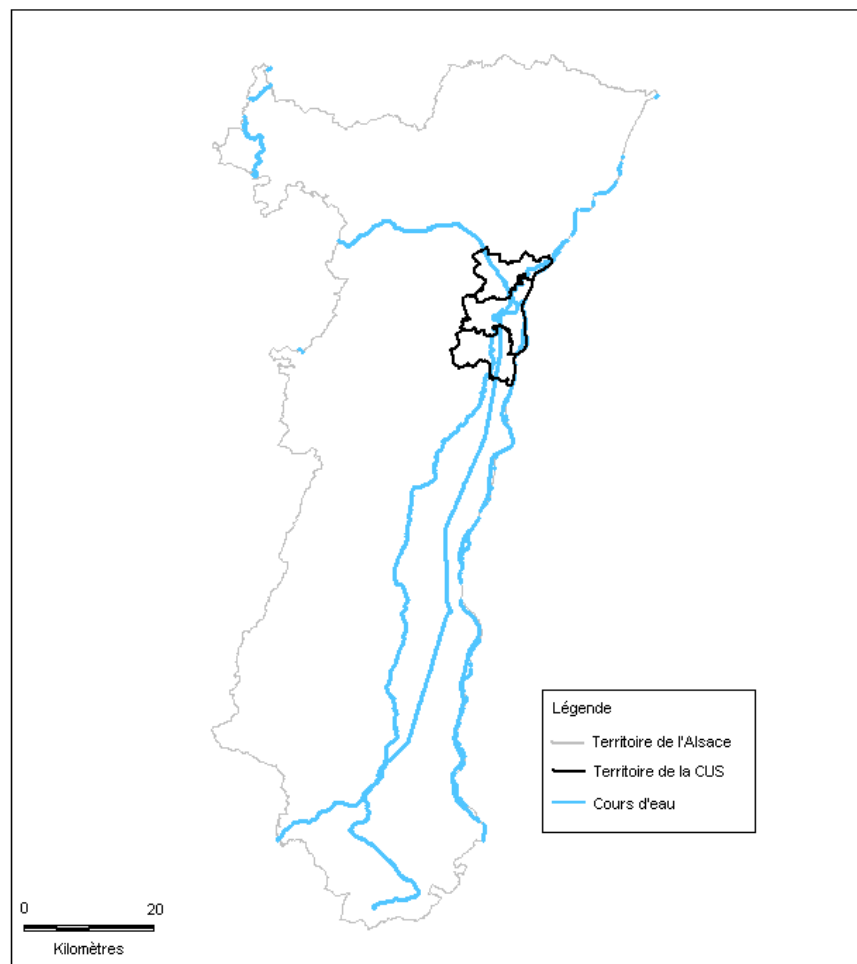 Légende
Territoire de l'Alsace
Territoire de la CUS
Cours d'eau
0 20
Kilomètres